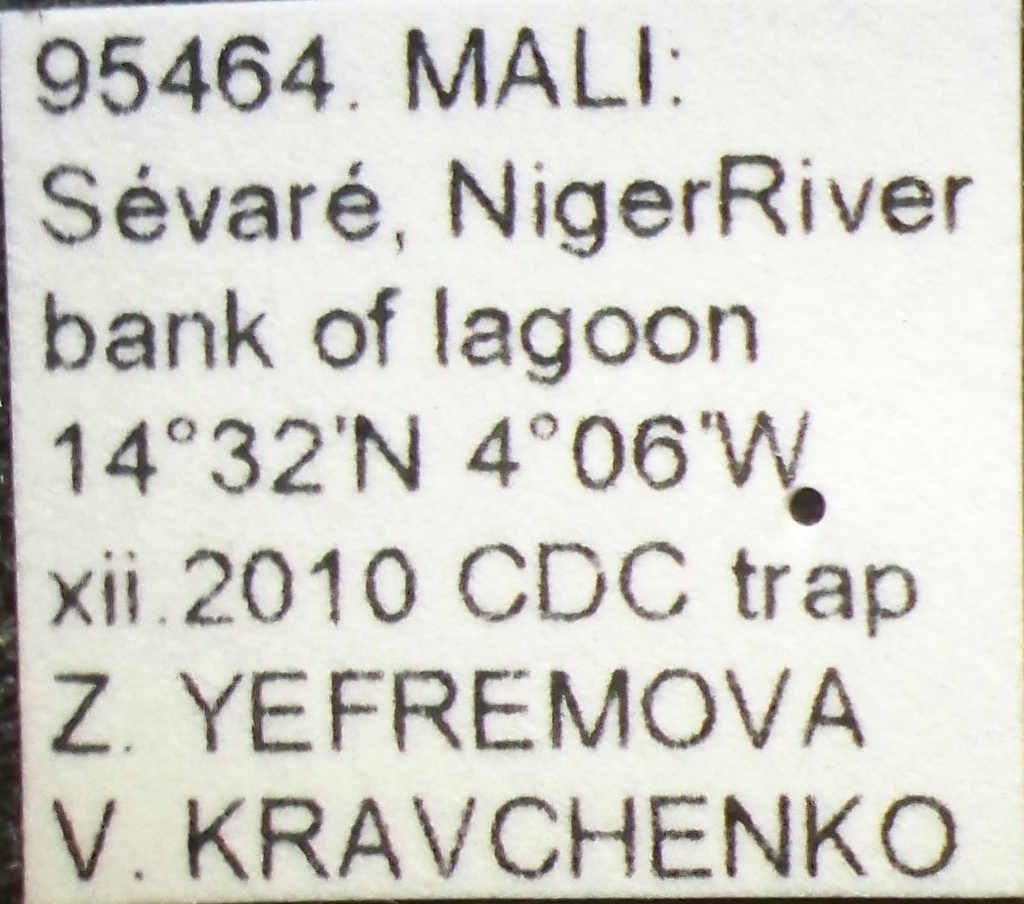 95464. MALI:
Sévaré, NigerRiver
bank of lagoon
14°32'N 4°06'W
xii.2010 CDC trap
Z. YEFREMOVA
V. KRAVCHENKO